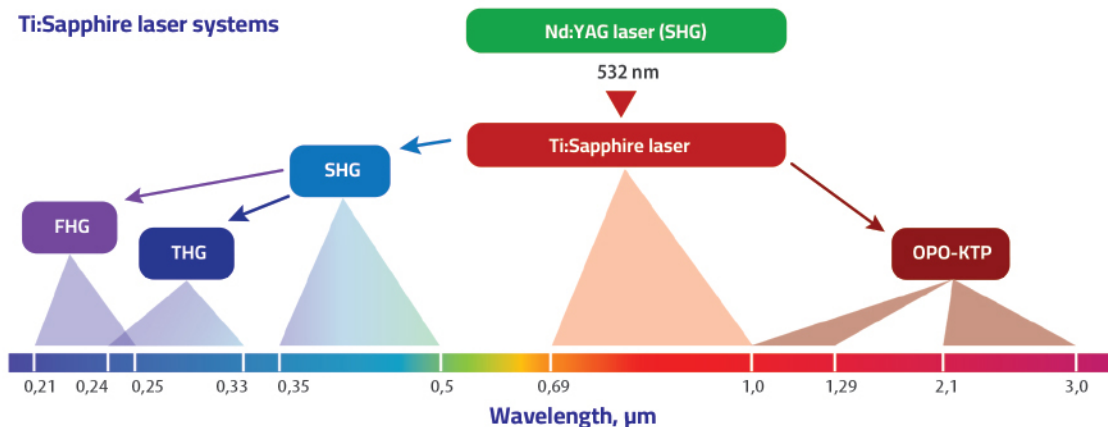 Ti:Sapphire laser systems
Nd:YAG laser (SHG)
532 nm
Ti:Sapphire laser
SHG
FHG
THG
OPO-KTP
0,21 0,24 0,25 0,33 0,35 0,5 0,69 1,0 1,29 2,1 3,0
Wavelength, μm